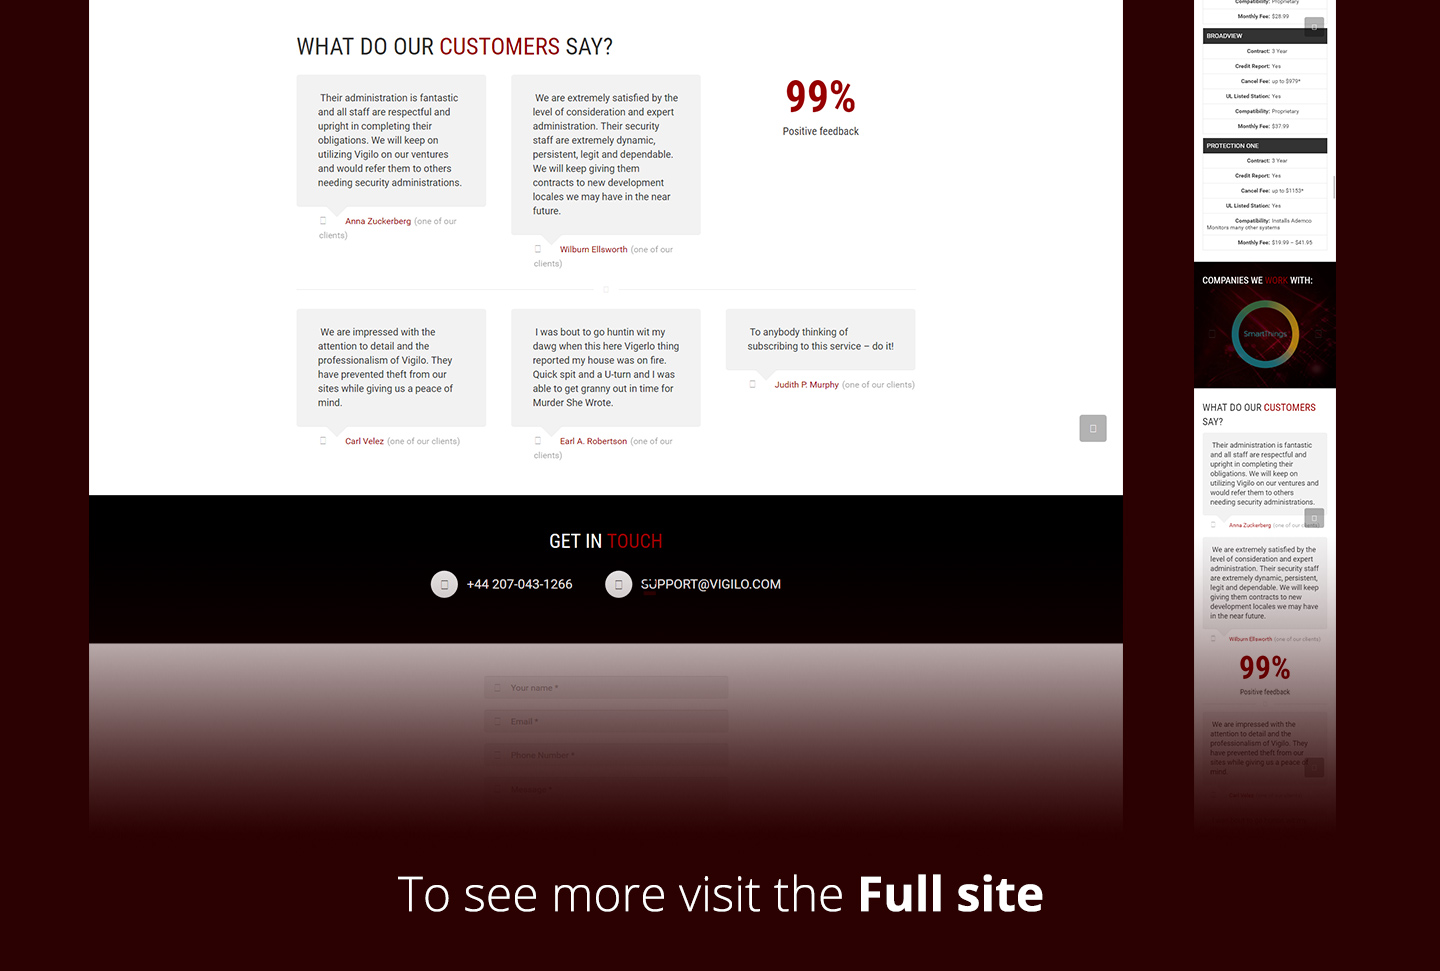 WHAT DO OUR CUSTOMERS SAY?
Their administration is fantastic
and all staff are respectful and
upright in completing their
obligations. We will keep on
utilizing Vigilo on our ventures
and would refer them to others
needing security administrations.
Anna Zuckerberg (one of our
clients)
We are extremely satisfied by the
level of consideration and expert
administration. Their security
staff are extremely dynamic,
persistent, legit and dependable.
We will keep giving them
contracts to new development
locales we may have in the near
future.
Wilburn Ellsworth (one of our
clients)
99%
Positive feedback
We are impressed with the
attention to detail and the
professionalism of Vigilo. They
have prevented theft from our
sites while giving us a peace of
mind.
Carl Velez (one of our clients)
I was bout to go huntin wit my
dawg when this here Vigerlo thing
reported my house was on fire.
Quick spit and a U-turn and I was
able to get granny out in time for
Murder She Wrote.
Earl A. Robertson (one of our
clients)
To anybody thinking of
subscribing to this service – do it!
Judith P. Murphy (one of our clients)
GET IN TOUCH
+44 207-043-1266
SUPPORT@VIGILO.COM
Your name *
Email *
Phone Number *
Message *
Compatibility: Proprietary
Monthly Fee: $28.99
BROADVIEW
Contract: 3 Year
Credit Report: Yes
Cancel Fee: up to $979*
UL Listed Station: Yes
Compatibility: Proprietary
Monthly Fee: $37.99
PROTECTION ONE
Contract: 3 Year
Credit Report: Yes
Cancel Fee: up to $1153*
UL Listed Station: Yes
Compatibility: Installs Ademco
Monitors many other systems
Monthly Fee: $19.99 – $41.95
COMPANIES WE WORK WITH:
SmartThings
WHAT DO OUR CUSTOMERS
SAY?
Their administration is fantastic
and all staff are respectful and
upright in completing their
obligations. We will keep on
utilizing Vigilo on our ventures and
would refer them to others
needing security administrations.
Anna Zuckerberg (one of our clients)
We are extremely satisfied by the
level of consideration and expert
administration. Their security staff
are extremely dynamic, persistent,
legit and dependable. We will keep
giving them contracts to new
development locales we may have
in the near future.
Wilburn Ellsworth (one of our clients)
99%
Positive feedback
We are impressed with the
attention to detail and the
professionalism of Vigilo. They
have prevented theft from our
sites while giving us a peace of
mind.
To see more visit the Full site